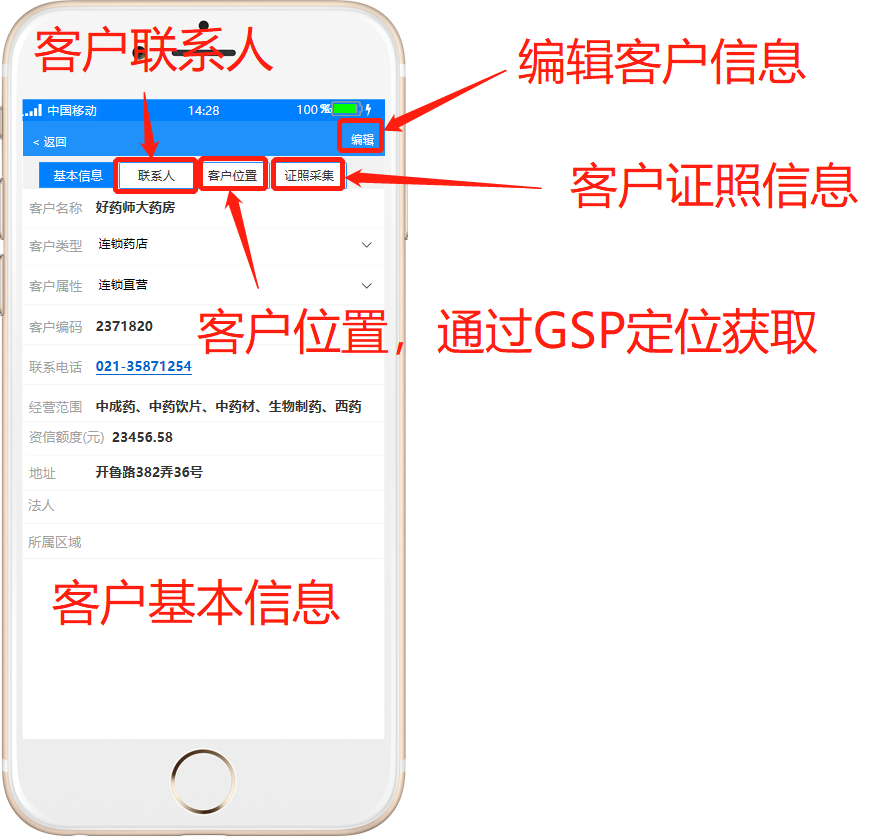 客户联系人
编辑客户信息
中国移动 14:28 100%
< 返回 编辑
基本信息 联系人 客户位置 证照采集
客户证照信息
客户名称 好药师大药房
客户类型 连锁药店
客户属性 连锁直营
客户编码 2371820
客户位置，通过GSP定位获取
联系电话 021-35871254
经营范围 中成药、中药饮片、中药材、生物制药、西药
资信额度(元) 23456.58
地址 开鲁路382弄36号
法人
所属区域
客户基本信息